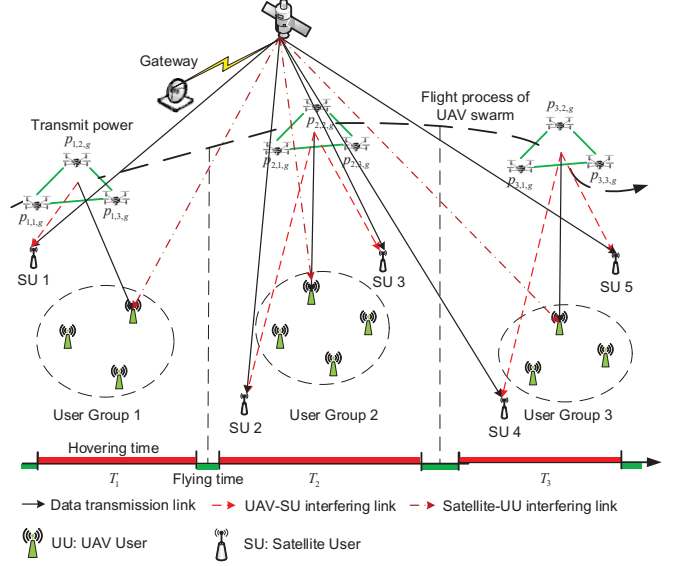 Gateway
Transmit power
p1,2,g
p1,1,g
p1,3,g
p2,2,g
p2,1,g
p2,3,g
Flight process of
UAV swarm
p3,2,g
p3,1,g
p3,3,g
SU 1
SU 3
SU 5
SU 2
SU 4
User Group 1
User Group 2
User Group 3
Hovering time
Flying time
T1
T2
T3
Data transmission link
UAV-SU interfering link
Satellite-UU interfering link
UU: UAV User
SU: Satellite User